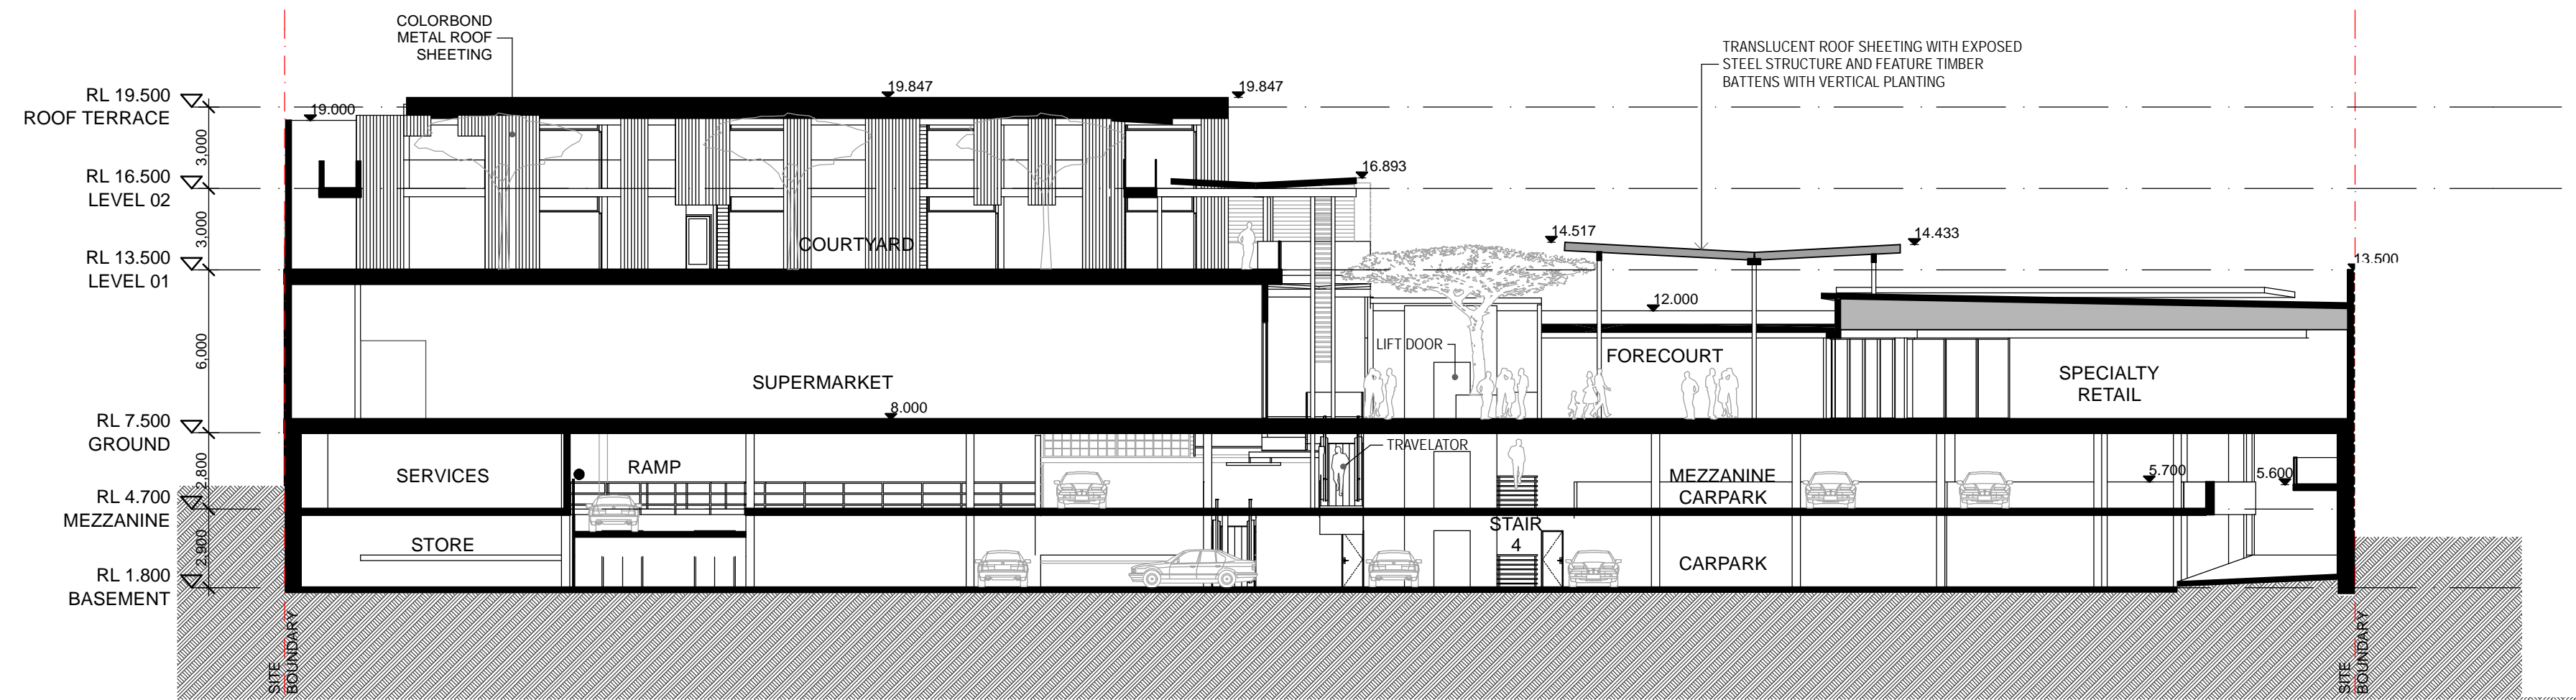 COLORBOND
METAL ROOF
SHEETING
TRANSLUCENT ROOF SHEETING WITH EXPOSED
STEEL STRUCTURE AND FEATURE TIMBER
BATTENS WITH VERTICAL PLANTING
RL 19.500
ROOF TERRACE
19.000
19.847
19.847
3,000
RL 16.500
LEVEL 02
16.893
3,000
COURTYARD
14.517
14.433
RL 13.500
LEVEL 01
13.500
12.000
6,000
LIFT DOOR
FORECOURT
SUPERMARKET
SPECIALTY
RETAIL
8.000
RL 7.500
GROUND
TRAVELATOR
2,800
SERVICES
RAMP
MEZZANINE
CARPARK
5.700
5.600
RL 4.700
MEZZANINE
2,900
STORE
STAIR
4
CARPARK
RL 1.800
BASEMENT
SITE
BOUNDARY
SITE
BOUNDARY